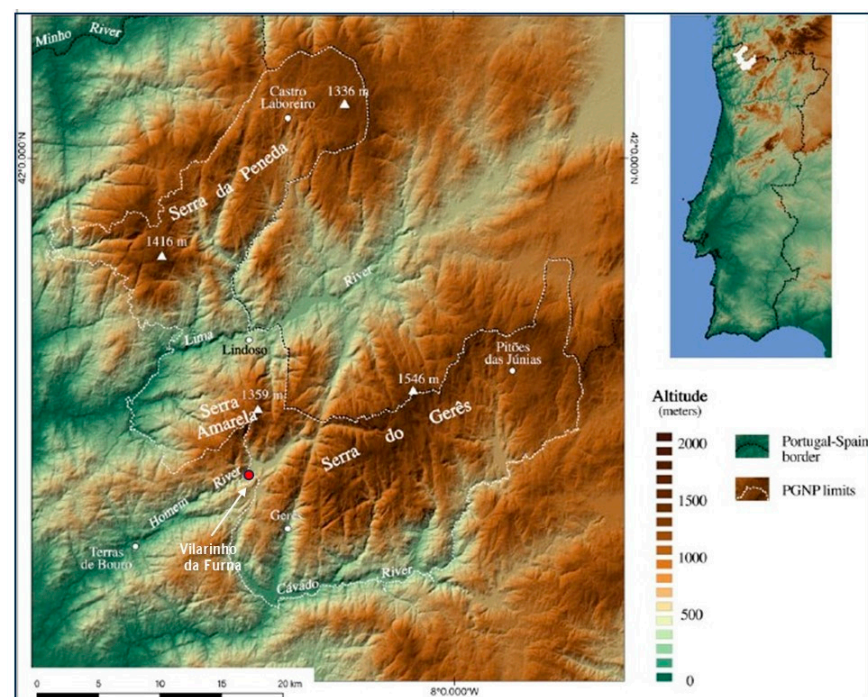 Minho River
Castro
Laboreiro
1336 m
42°0.000'N
42°0.000'N
Serra da Peneda
1416 m
River
Lima
Lindoso
Pitões
das Júnias
1546 m
1359 m
Serra
Amarela
Serra do Gerês
Homem River
Gerês
Vilarinho
da Furna
Terras
de Bouro
Cávado River
0 5 10 15 20 km
8°0.000'W
Altitude
(meters)
2000
1500
1000
500
0
Portugal-Spain
border
PGNP limits